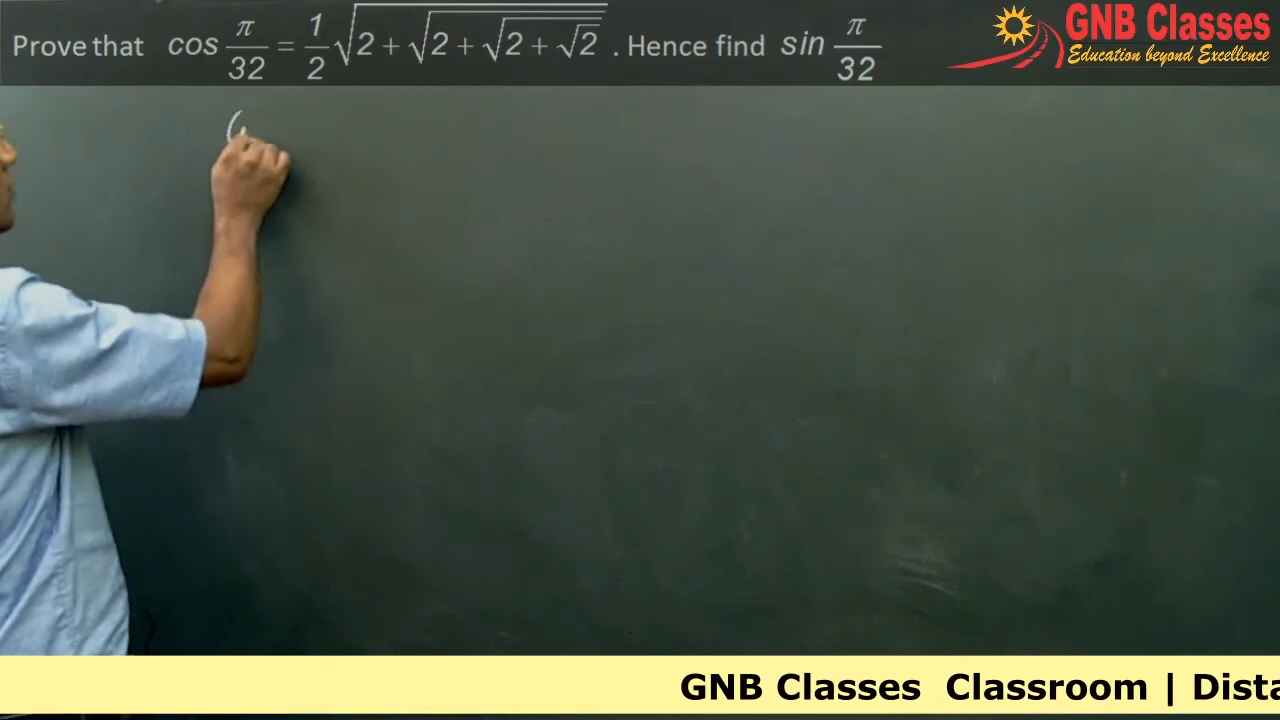 Prove that cos π/32 = 1/2 √(2 + √(2 + √(2 + √2))) . Hence find sin π/32
GNB Classes
Education beyond Excellence
GNB Classes Classroom | Dista